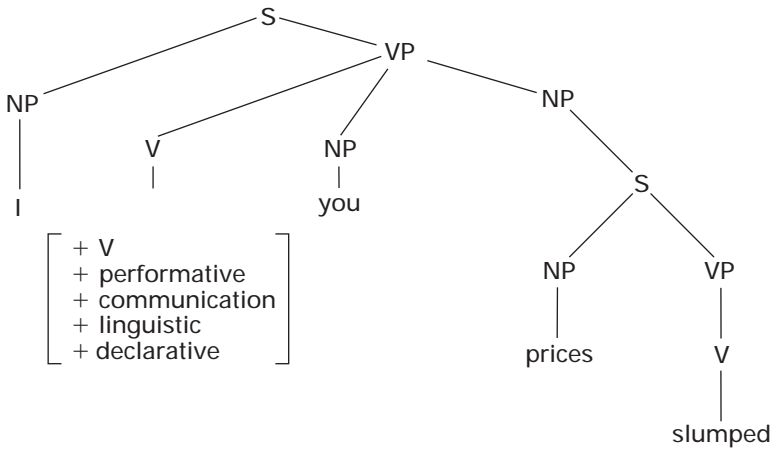 S
VP
NP NP
V NP
S
I you
+ V
+ performative NP VP
+ communication
+ linguistic
+ declarative prices V
slumped